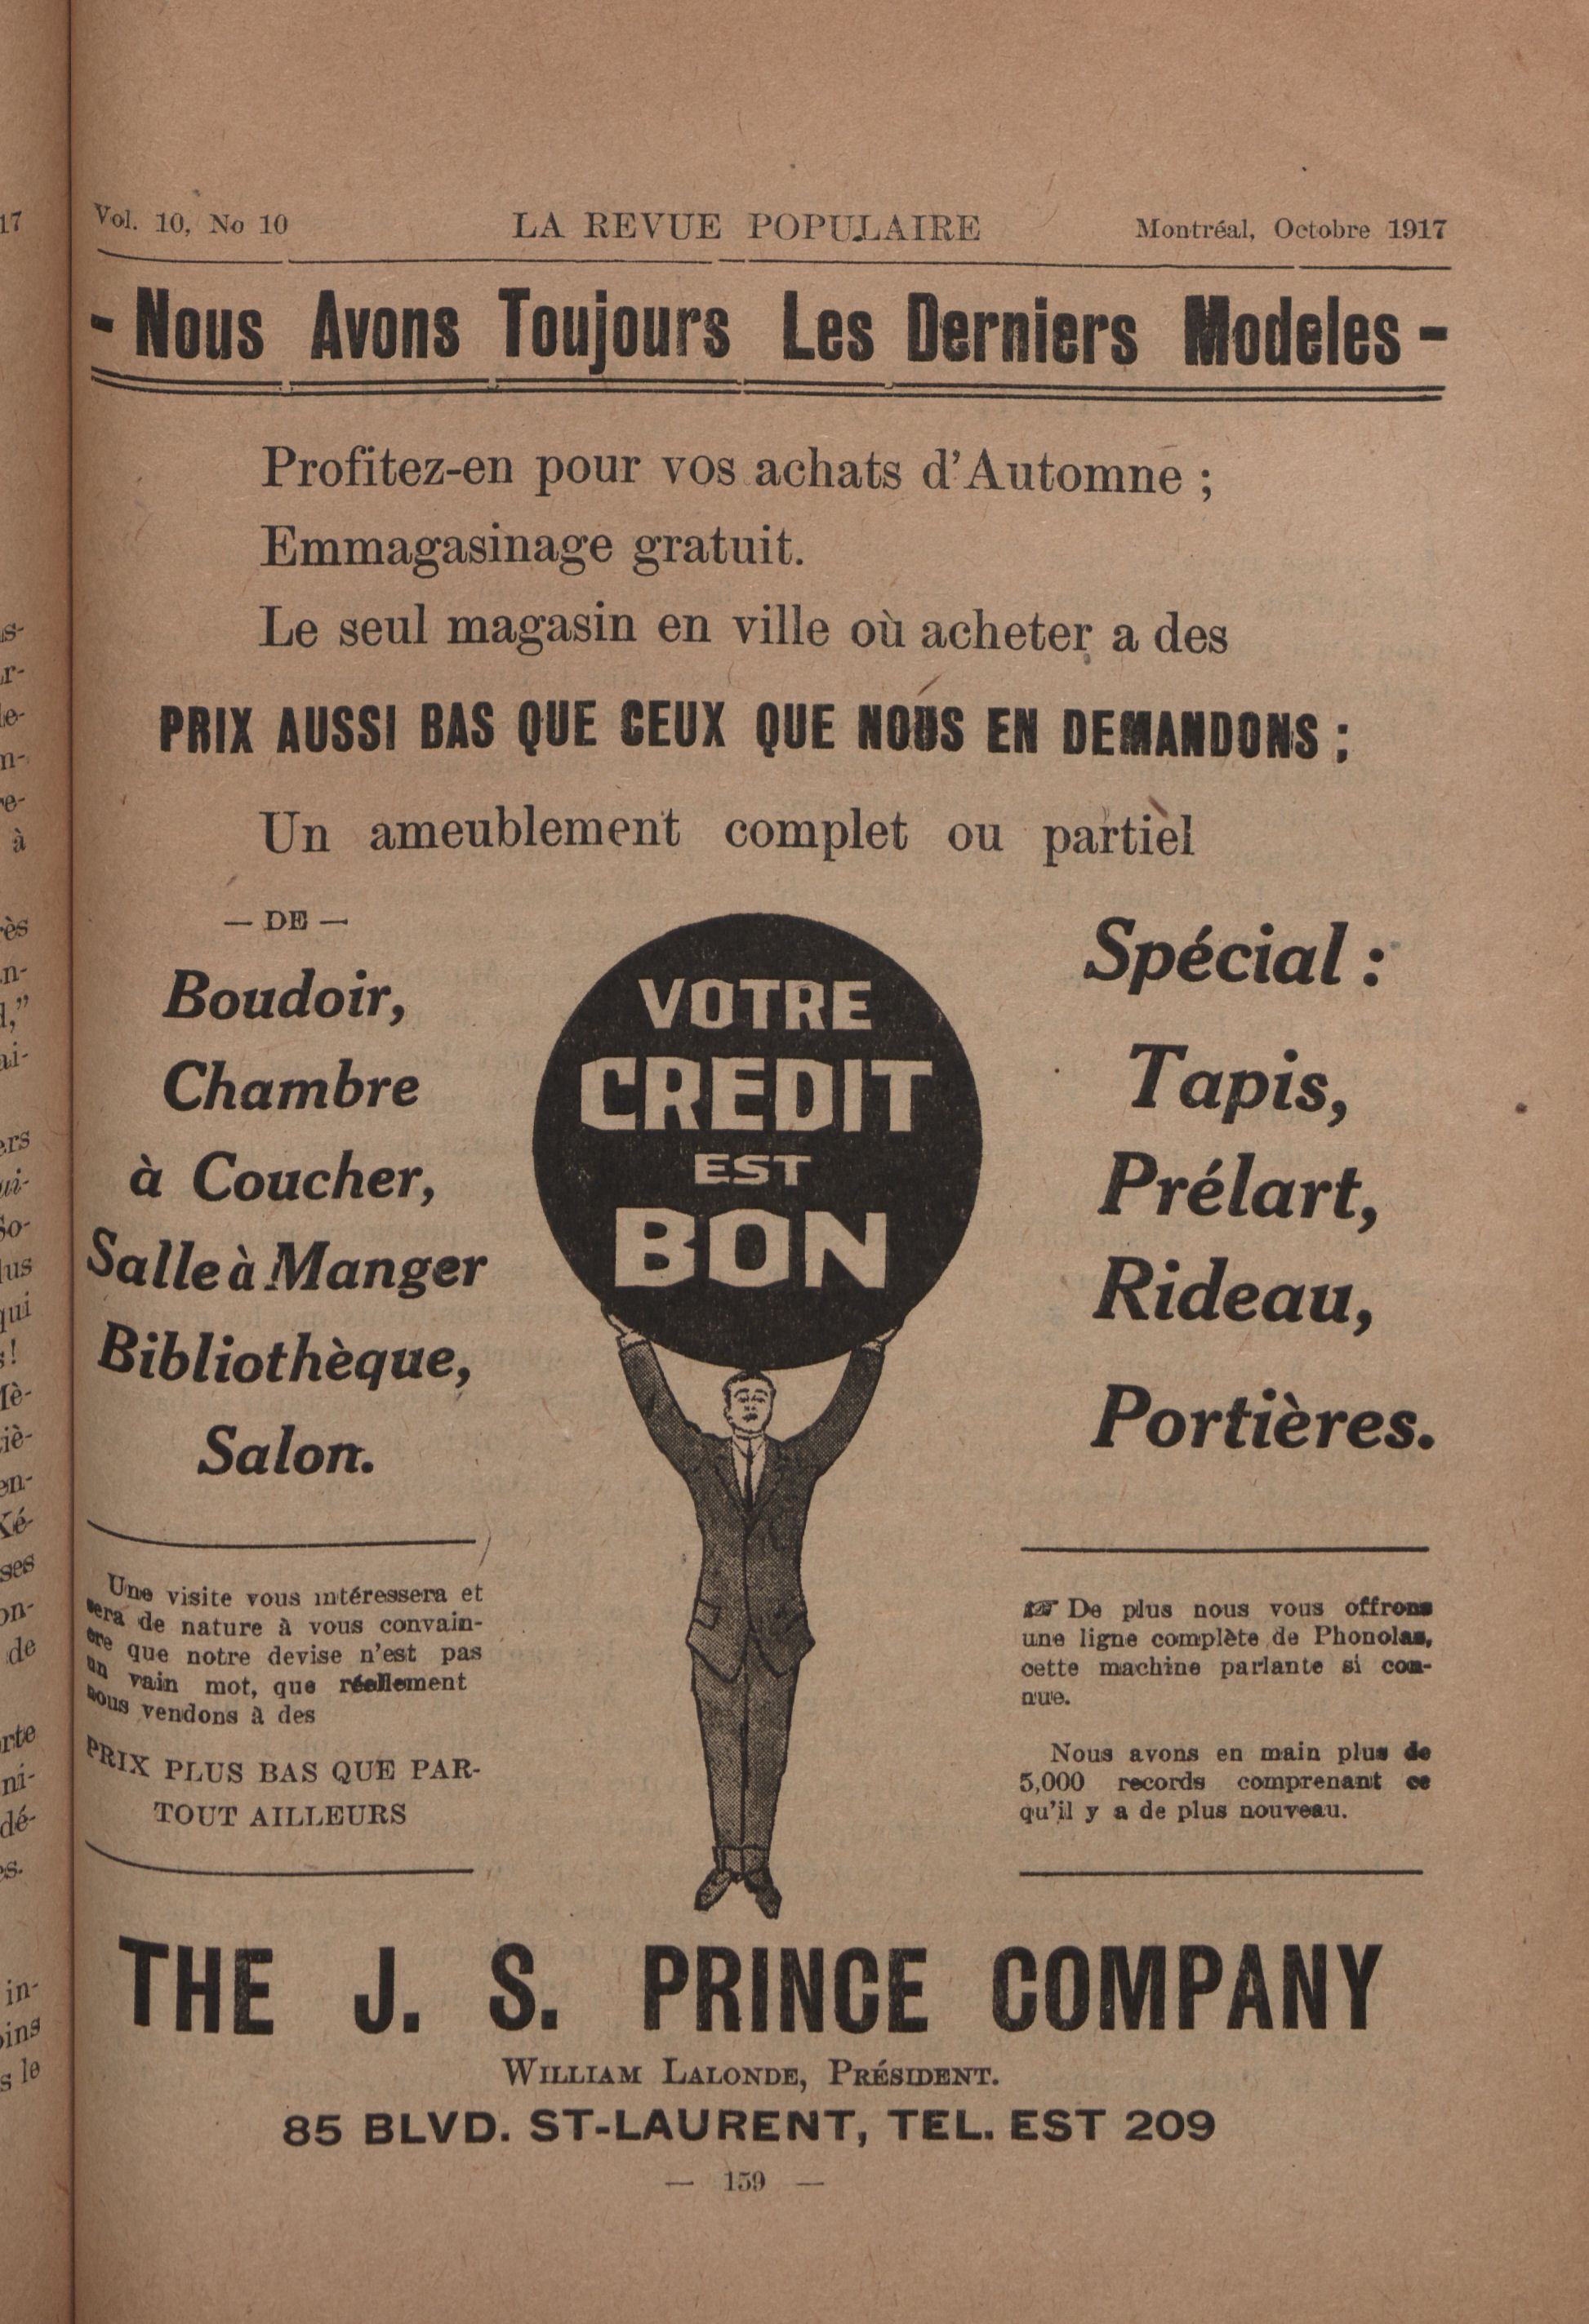 Vol. 10, No 10 LA REVUE POPULAIRE Montréal, Octobre 1917
- Nous Avons Toujours Les Derniers Modeles -
Profitez-en pour vos achats d'Automne ;
Emmagasinage gratuit.
Le seul magasin en ville où acheter a des
PRIX AUSSI BAS QUE CEUX QUE NOUS EN DEMANDONS ;
Un ameublement complet ou partiel
— DE —
Boudoir,
Chambre
à Coucher,
Salle à Manger
Bibliothèque,
Salon.
VOTRE
CREDIT
EST
BON
Spécial :
Tapis,
Prélart,
Rideau,
Portières.
Une visite vous intéressera et
sera de nature à vous convain-
cre que notre devise n'est pas
un vain mot, que réellement
nous vendons à des
PRIX PLUS BAS QUE PAR-
TOUT AILLEURS
☞ De plus nous vous offrons
une ligne complète de Phonolas,
cette machine parlante si con-
nue.
Nous avons en main plus de
5,000 records comprenant ce
qu'il y a de plus nouveau.
THE J. S. PRINCE COMPANY
WILLIAM LALONDE, PRÉSIDENT.
85 BLVD. ST-LAURENT, TEL. EST 209
— 159 —